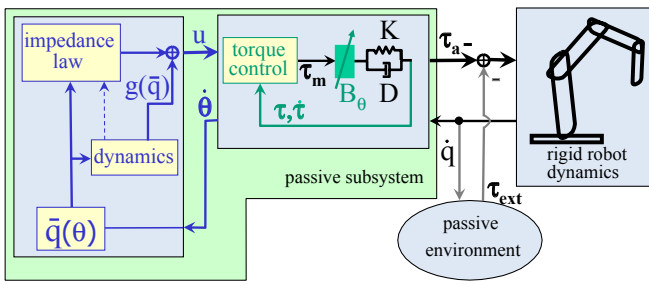 impedance
law
u
g(q̄)
dynamics
q̄(θ)
θ̇
torque
control
τm
Bθ
K
D
τ, τ̇
passive subsystem
τa
-
-
q̇
τext
passive
environment
rigid robot
dynamics